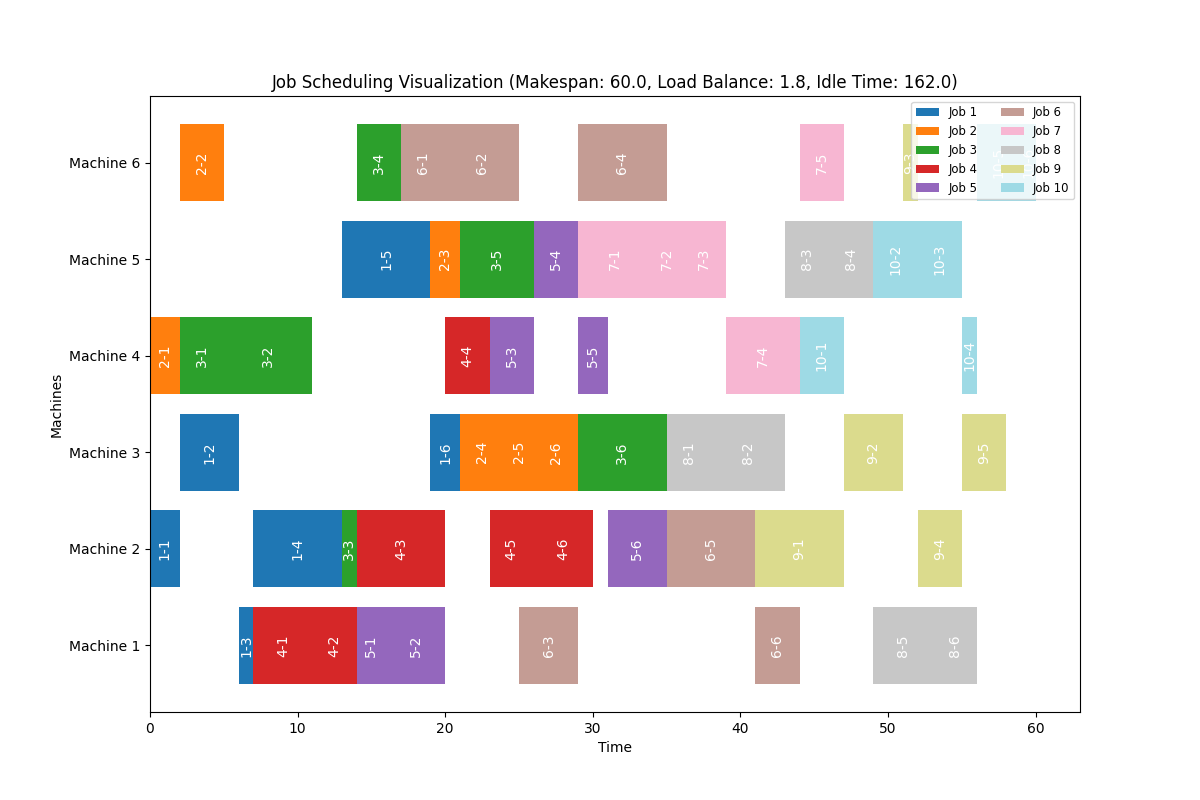 Job Scheduling Visualization (Makespan: 60.0, Load Balance: 1.8, Idle Time: 162.0)
Job 1 Job 6
Job 2 Job 7
Job 3 Job 8
Job 4 Job 9
Job 5 Job 10
Machine 6 2-2 3-4 6-1 6-2 6-4 7-5 9-3
Machine 5 1-5 2-3 3-5 5-4 7-1 7-2 7-3 8-3 8-4 10-2 10-3
Machine 4 2-1 3-1 3-2 4-4 5-3 5-5 7-4 10-1 10-4
Machine 3 1-2 1-6 2-4 2-5 2-6 3-6 8-1 8-2 9-2 9-5
Machine 2 1-1 1-4 3-3 4-3 4-5 4-6 5-6 6-5 9-1 9-4
Machine 1 1-3 4-1 4-2 5-1 5-2 6-3 6-6 8-5 8-6
Machines
0 10 20 30 40 50 60
Time